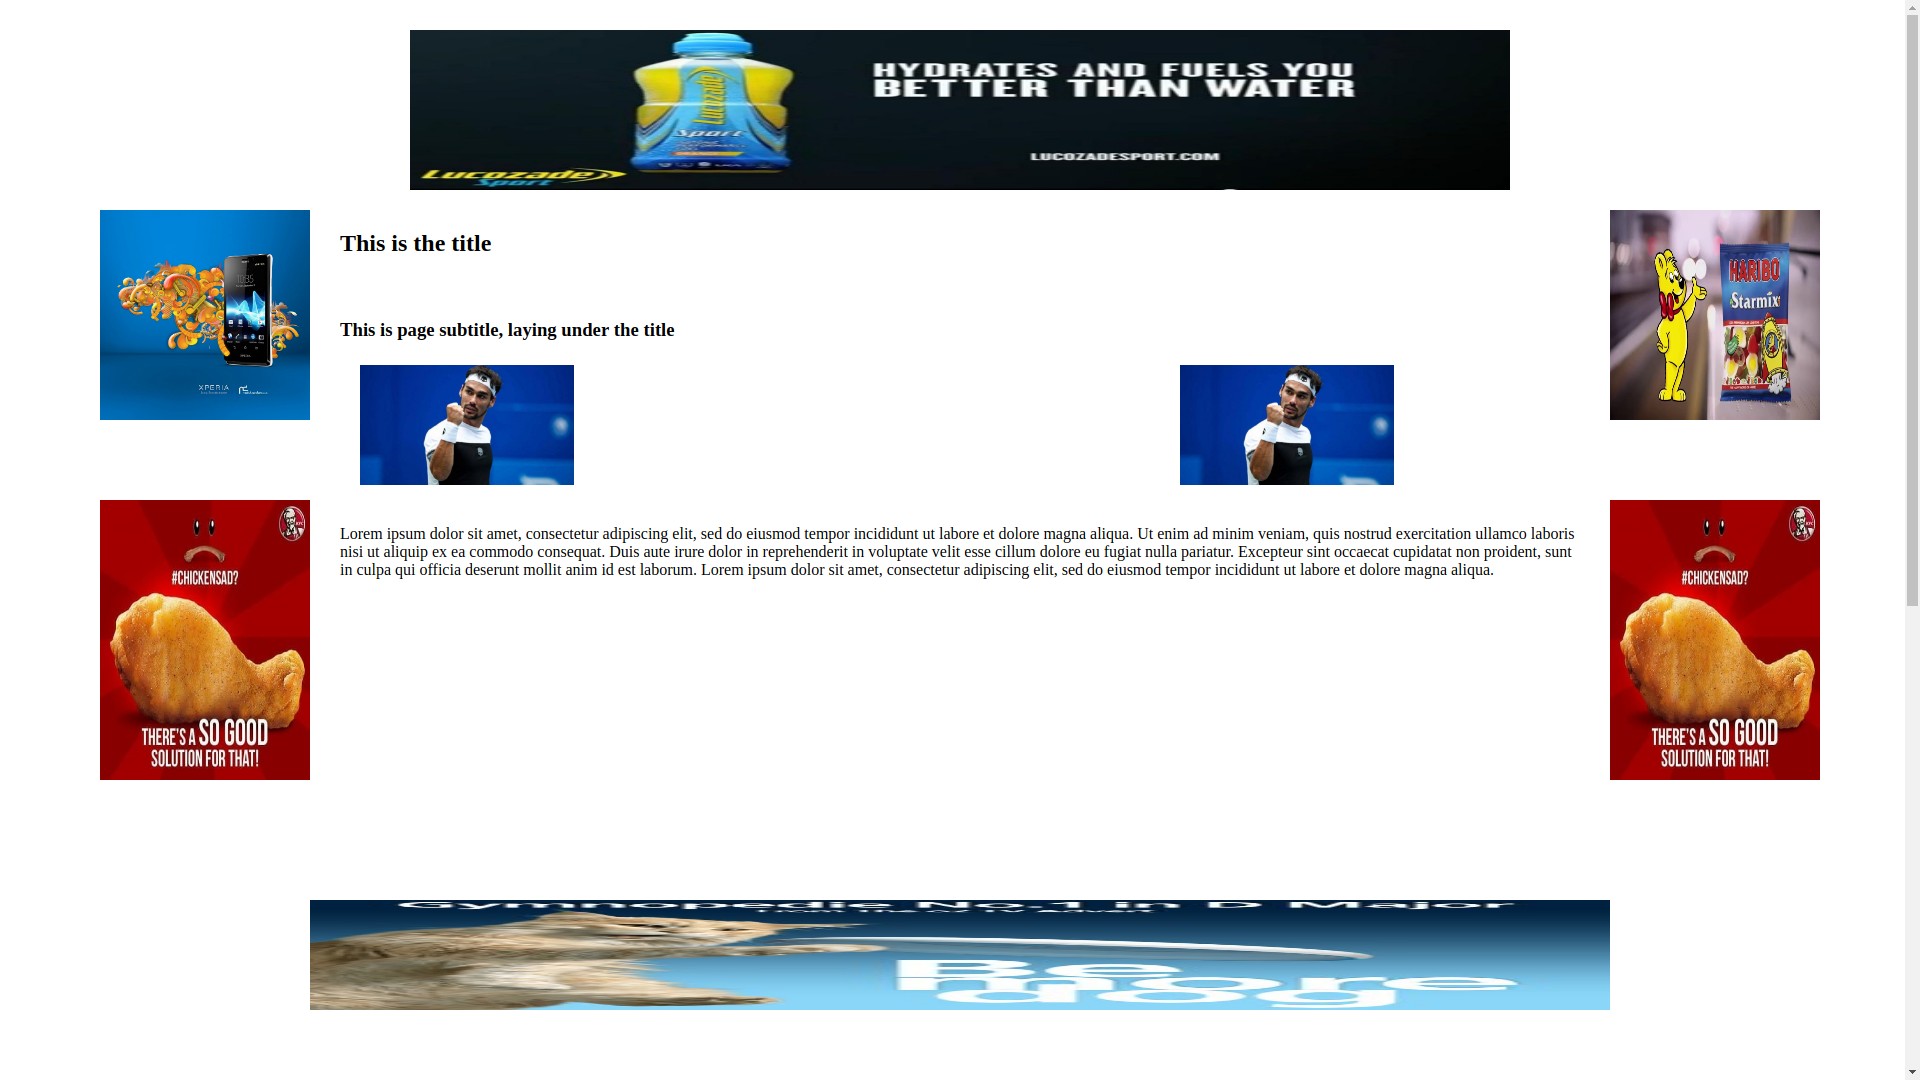 HYDRATES AND FUELS YOU
BETTER THAN WATER
Lucozade
Sport
LUCOZADESPORT.COM
Lucozade
Sport
This is the title
XPERIA
HARIBO
Starmix
This is page subtitle, laying under the title
#CHICKENSAD?
THERE'S A SO GOOD
SOLUTION FOR THAT!
Lorem ipsum dolor sit amet, consectetur adipiscing elit, sed do eiusmod tempor incididunt ut labore et dolore magna aliqua. Ut enim ad minim veniam, quis nostrud exercitation ullamco laboris
nisi ut aliquip ex ea commodo consequat. Duis aute irure dolor in reprehenderit in voluptate velit esse cillum dolore eu fugiat nulla pariatur. Excepteur sint occaecat cupidatat non proident, sunt
in culpa qui officia deserunt mollit anim id est laborum. Lorem ipsum dolor sit amet, consectetur adipiscing elit, sed do eiusmod tempor incididunt ut labore et dolore magna aliqua.
#CHICKENSAD?
THERE'S A SO GOOD
SOLUTION FOR THAT!
Gymnopedie No.1 in D Major
From The o2 TV Advert
Be
more
dog